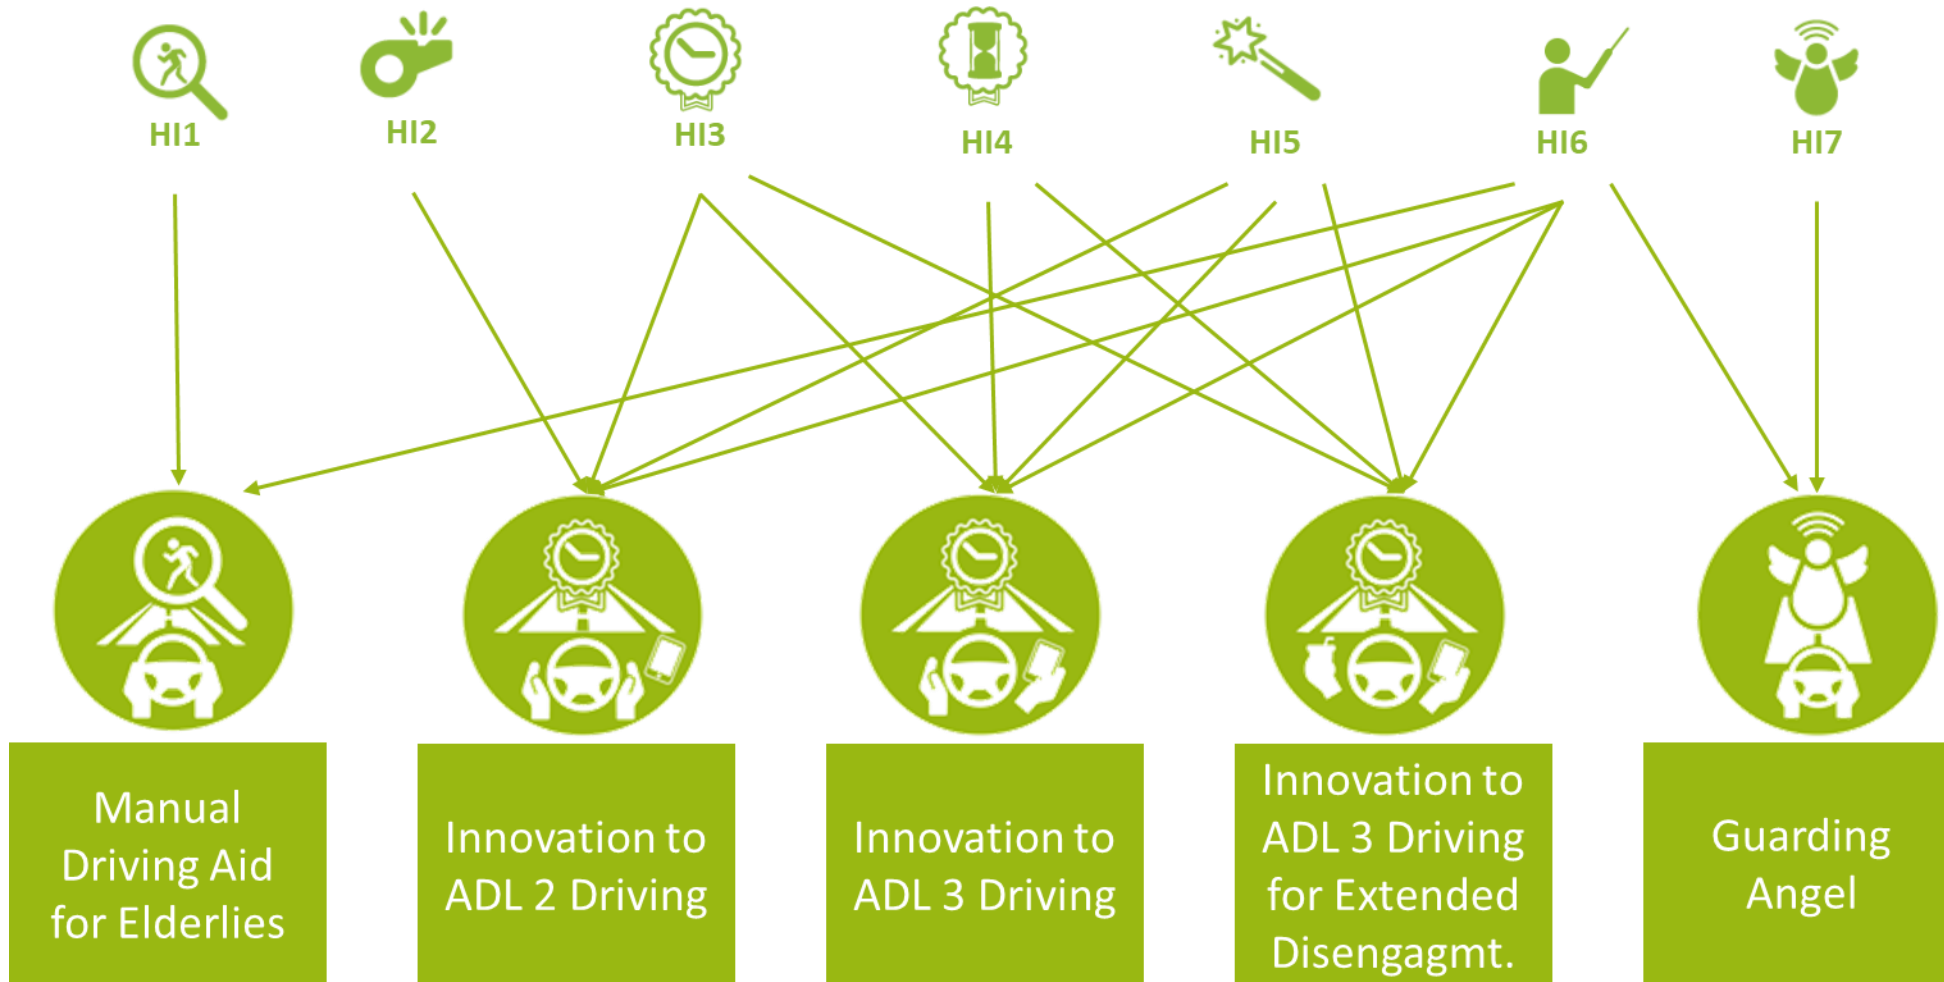 HI1
HI2
HI3
HI4
HI5
HI6
HI7
Manual
Driving Aid
for Elderlies
Innovation to
ADL 2 Driving
Innovation to
ADL 3 Driving
Innovation to
ADL 3 Driving
for Extended
Disengagmt.
Guarding
Angel